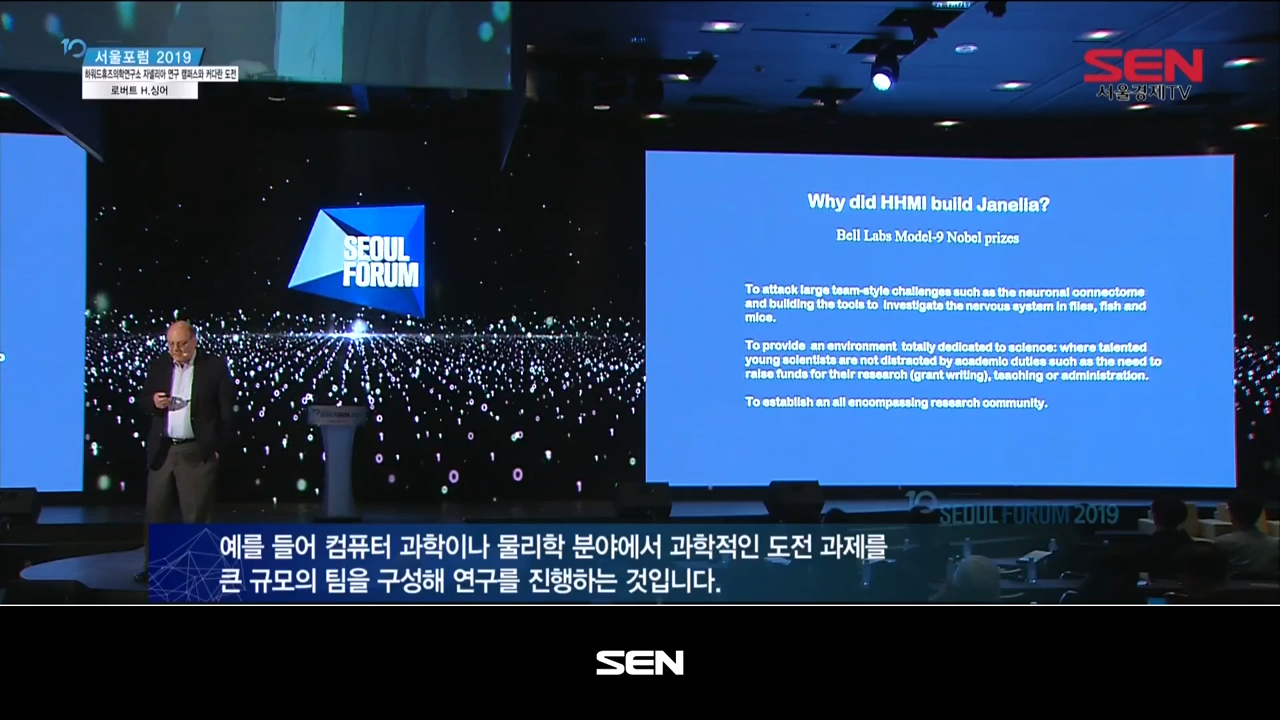 10
서울포럼 2019
하워드휴즈의학연구소 자넬리아 연구 캠퍼스와 커다란 도전
로버트 H.싱어
SEN
서울경제TV
SEOUL
FORUM
Why did HHMI build Janelia?
Bell Labs Model-9 Nobel prizes
To attack large team-style challenges such as the neuronal connectome
and building the tools to investigate the nervous system in flies, fish and
mice.
To provide an environment totally dedicated to science: where talented
young scientists are not distracted by academic duties such as the need to
raise funds for their research (grant writing), teaching or administration.
To establish an all encompassing research community.
SEOUL FORUM 2019
10
SEOUL FORUM 2019
예를 들어 컴퓨터 과학이나 물리학 분야에서 과학적인 도전 과제를
큰 규모의 팀을 구성해 연구를 진행하는 것입니다.
SEN